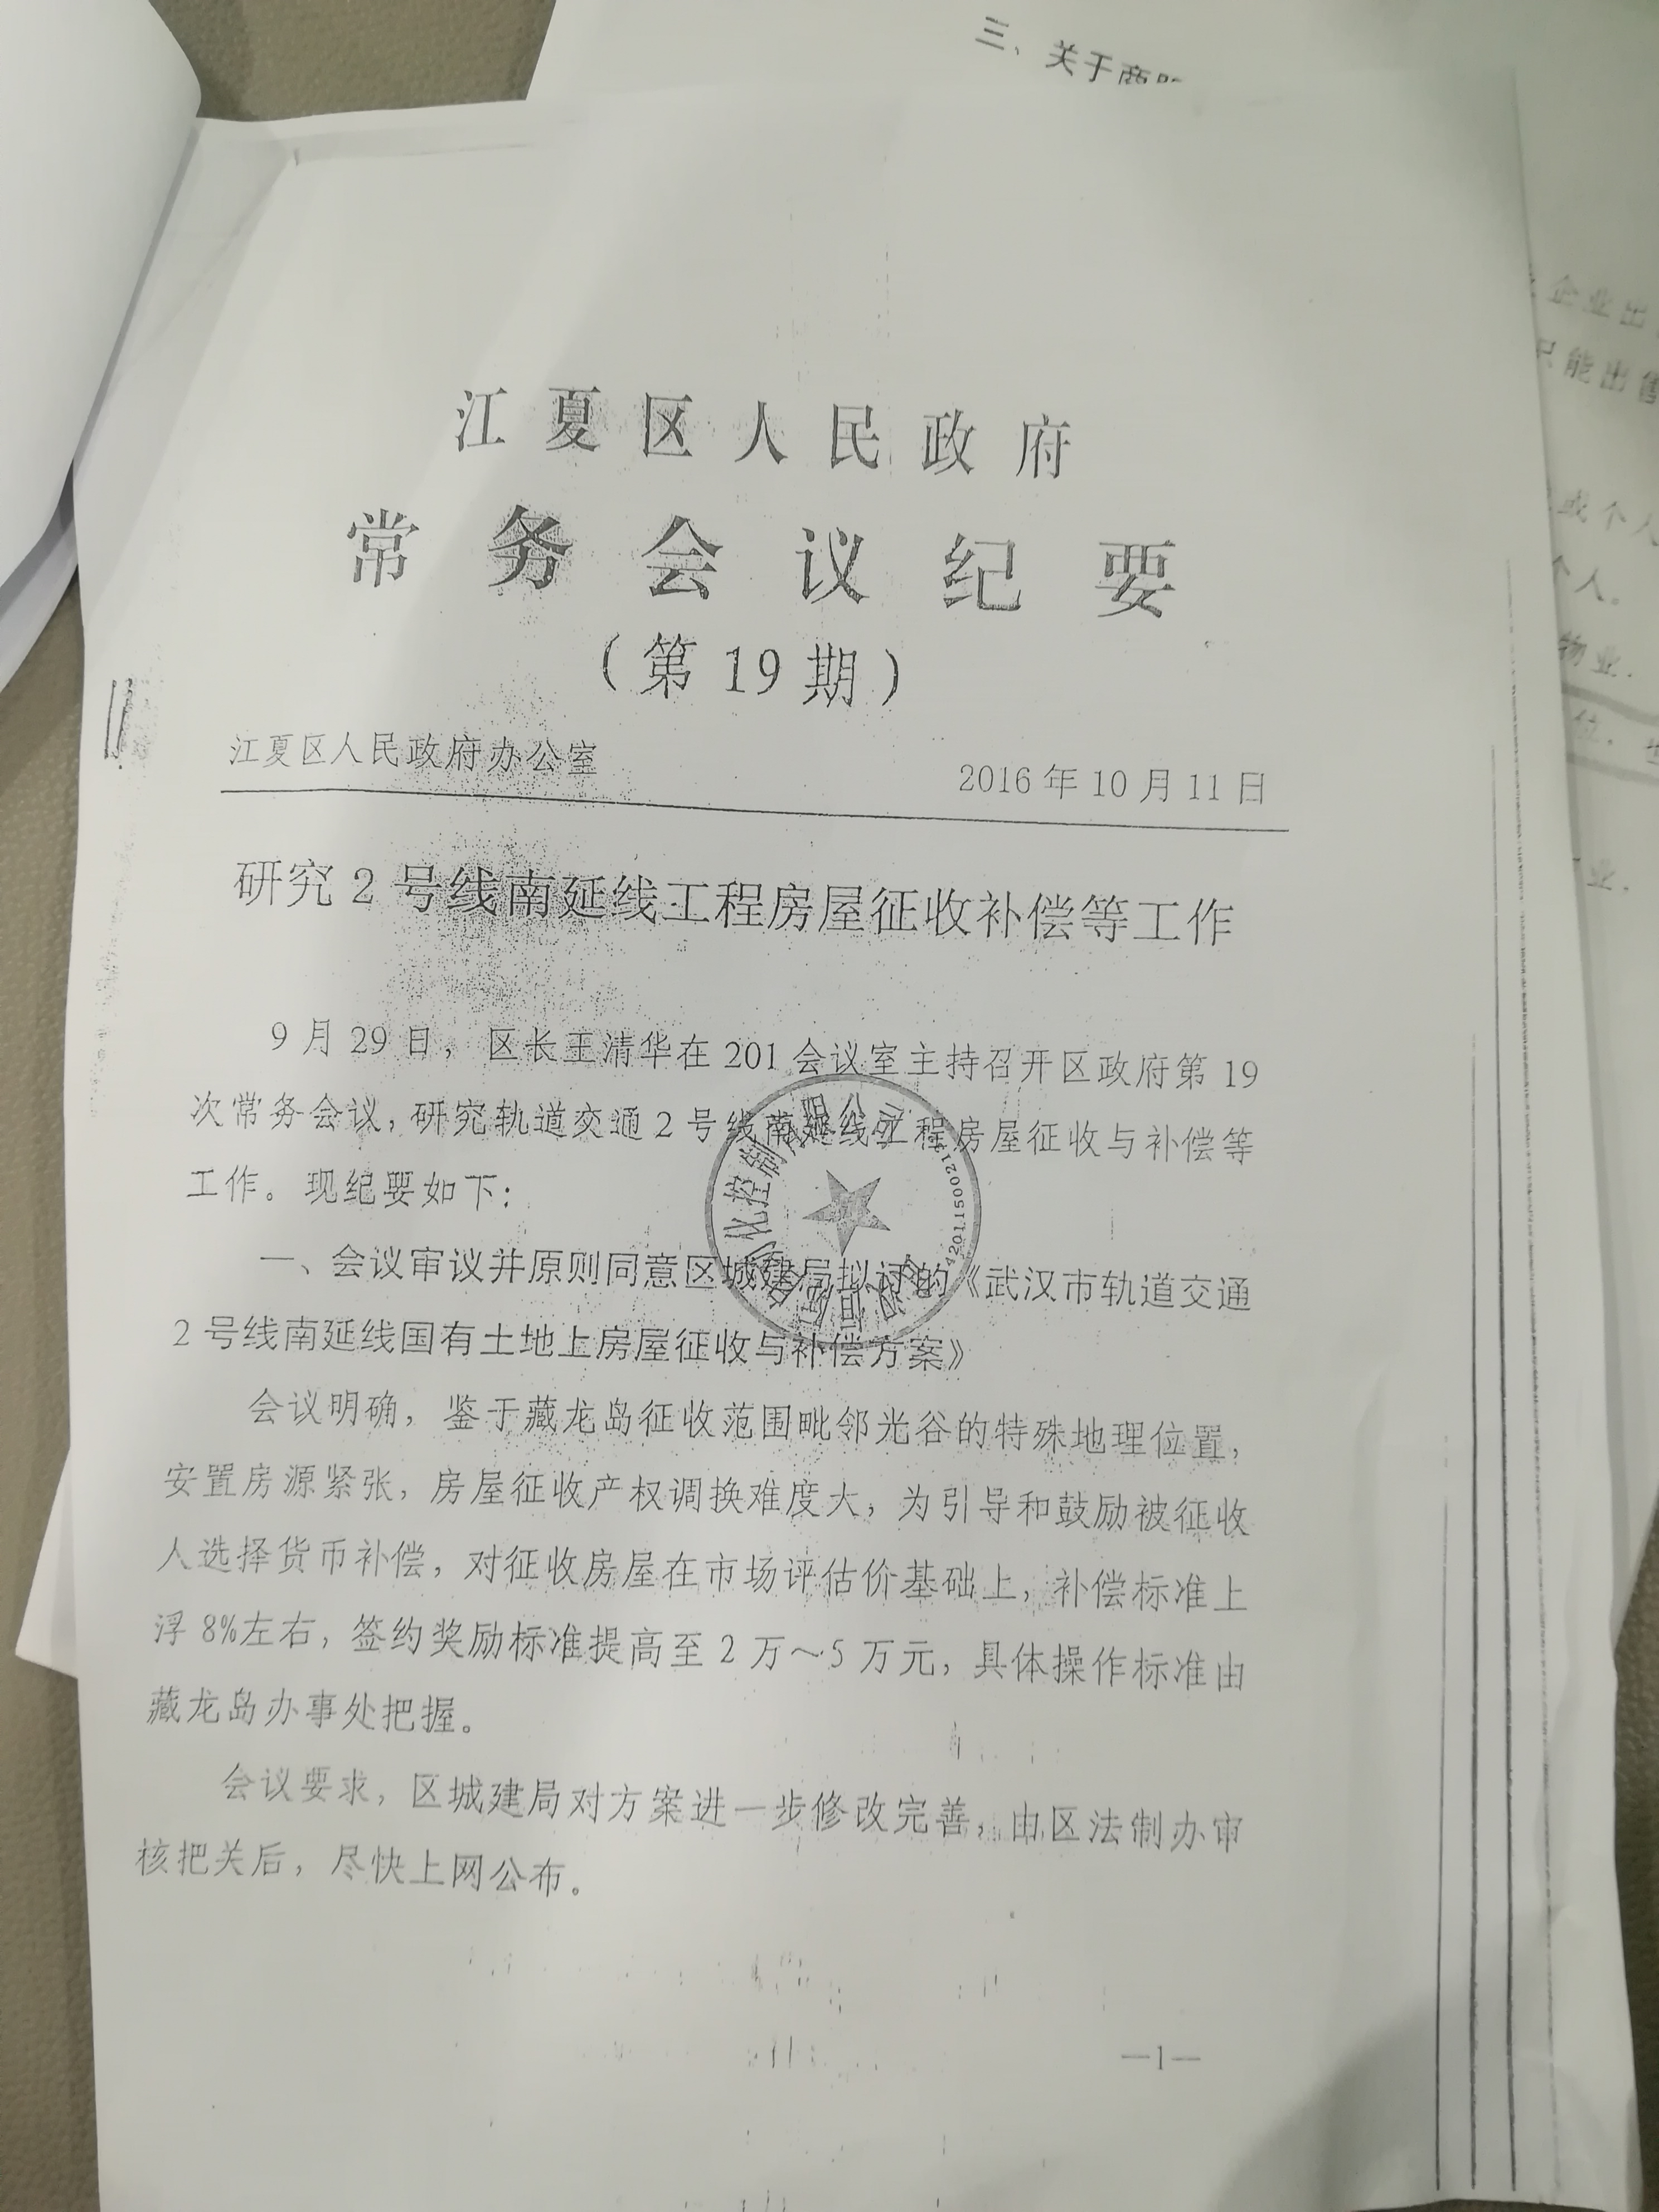 三、关于商
企业出
只能出售
或个人
个人。
物业.
位.
业.
江夏区人民政府
常务会议纪要
(第19期)
江夏区人民政府办公室 2016年10月11日
研究2号线南延线工程房屋征收补偿等工作
9月29日，区长王清华在201会议室主持召开区政府第19
次常务会议，研究轨道交通2号线南延线工程房屋征收与补偿等
工作。现纪要如下：
一、会议审议并原则同意区城建局拟订的《武汉市轨道交通
2号线南延线国有土地上房屋征收与补偿方案》
会议明确，鉴于藏龙岛征收范围毗邻光谷的特殊地理位置，
安置房源紧张，房屋征收产权调换难度大，为引导和鼓励被征收
人选择货币补偿，对征收房屋在市场评估价基础上，补偿标准上
浮8%左右，签约奖励标准提高至2万～5万元，具体操作标准由
藏龙岛办事处把握。
会议要求，区城建局对方案进一步修改完善，由区法制办审
核把关后，尽快上网公布。
—1—